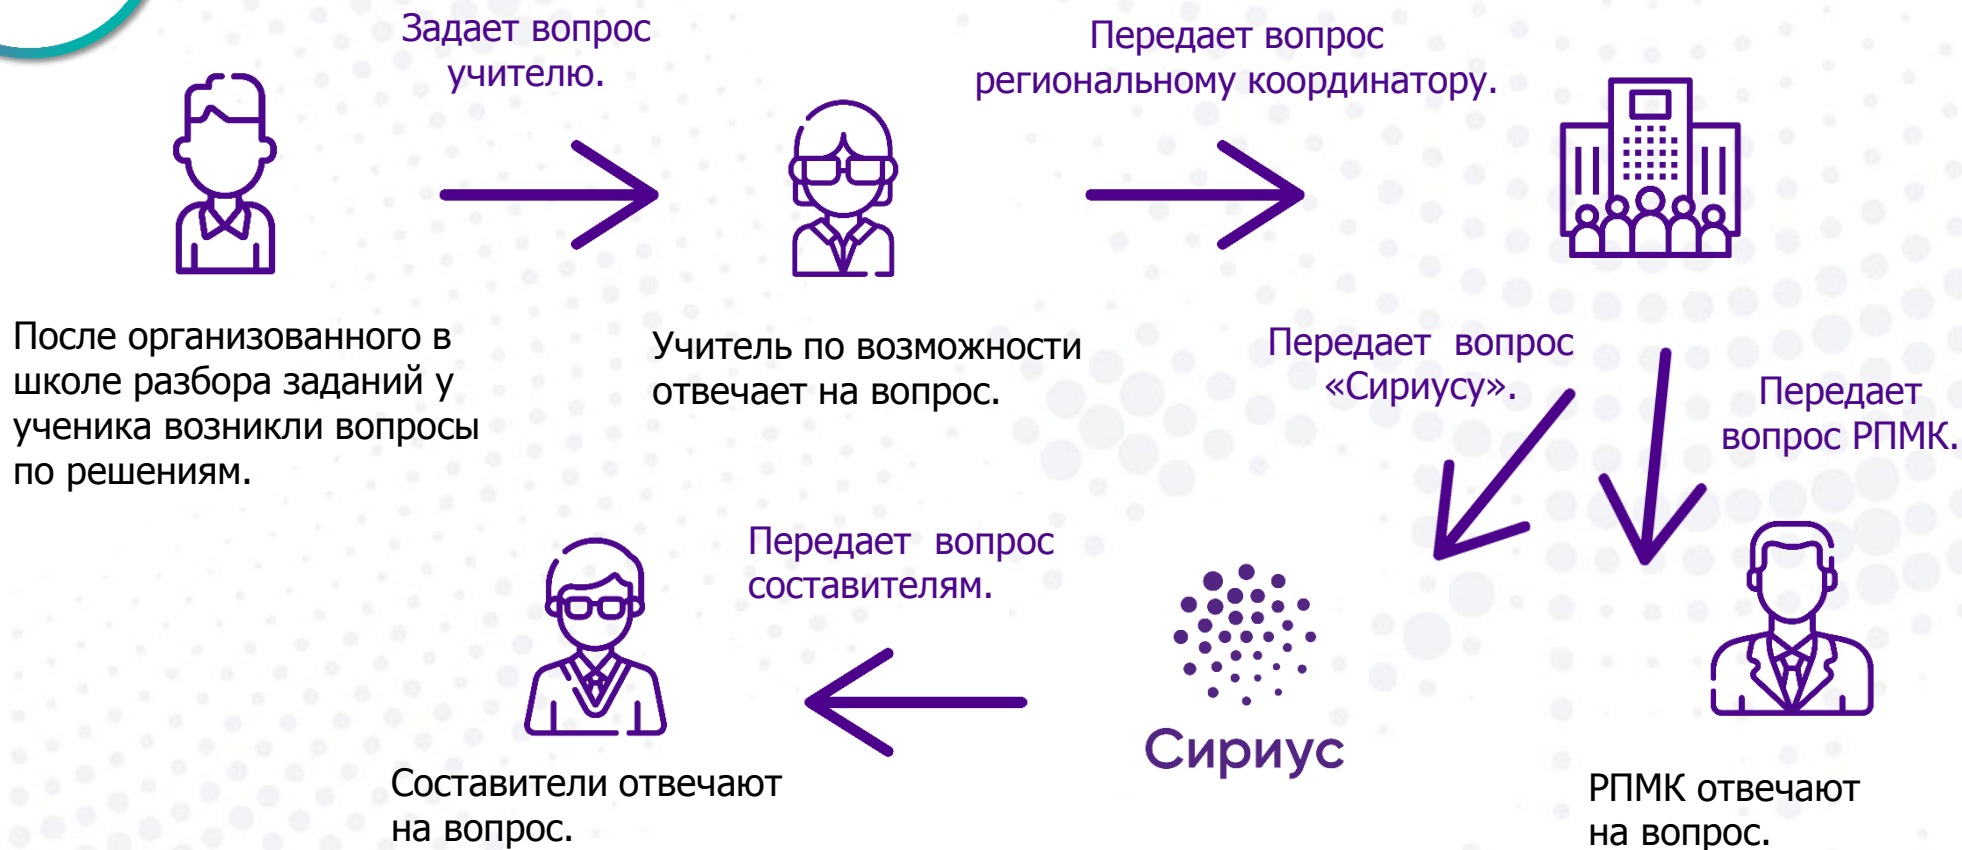 Задает вопрос
учителю.
Передает вопрос
региональному координатору.
После организованного в
школе разбора заданий у
ученика возникли вопросы
по решениям.
Учитель по возможности
отвечает на вопрос.
Передает вопрос
«Сириусу».
Передает
вопрос РПМК.
Передает вопрос
составителям.
Сириус
Составители отвечают
на вопрос.
РПМК отвечают
на вопрос.